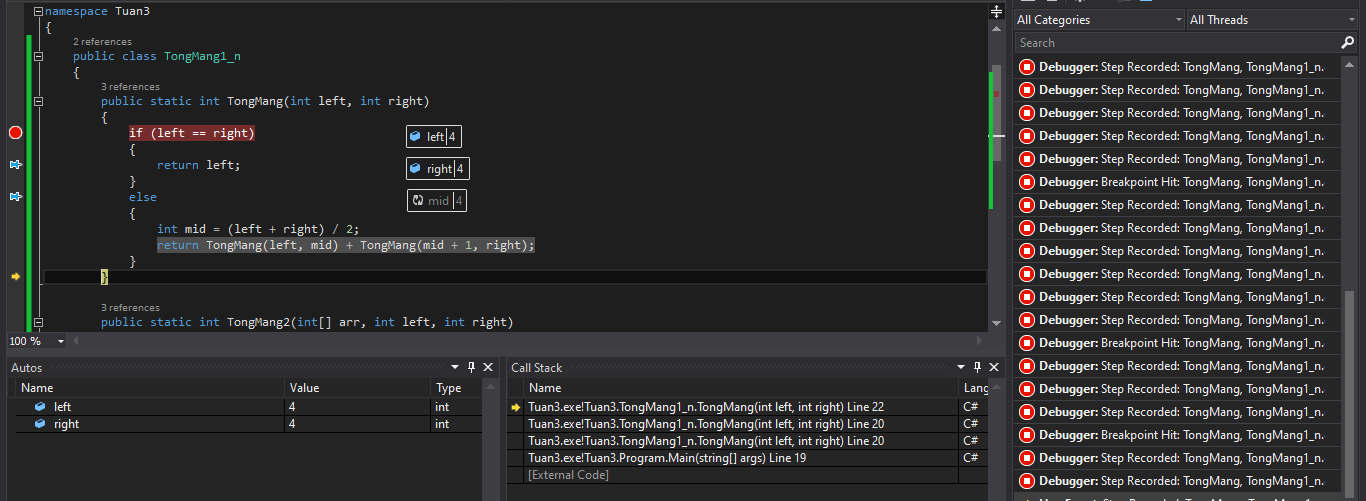 namespace Tuan3
{
2 references
public class TongMang1_n
{
3 references
public static int TongMang(int left, int right)
{
if (left == right)
left 4
{
return left;
right 4
}
else
mid 4
{
int mid = (left + right) / 2;
return TongMang(left, mid) + TongMang(mid + 1, right);
}
}
3 references
public static int TongMang2(int[] arr, int left, int right)
100 %
Autos
Name Value Type
left 4 int
right 4 int
Call Stack
Name Lang
Tuan3.exe!Tuan3.TongMang1_n.TongMang(int left, int right) Line 22 C#
Tuan3.exe!Tuan3.TongMang1_n.TongMang(int left, int right) Line 20 C#
Tuan3.exe!Tuan3.TongMang1_n.TongMang(int left, int right) Line 20 C#
Tuan3.exe!Tuan3.Program.Main(string[] args) Line 19 C#
[External Code]
All Categories All Threads
Search
Debugger: Step Recorded: TongMang, TongMang1_n.
Debugger: Step Recorded: TongMang, TongMang1_n.
Debugger: Step Recorded: TongMang, TongMang1_n.
Debugger: Step Recorded: TongMang, TongMang1_n.
Debugger: Step Recorded: TongMang, TongMang1_n.
Debugger: Breakpoint Hit: TongMang, TongMang1_n.
Debugger: Step Recorded: TongMang, TongMang1_n.
Debugger: Step Recorded: TongMang, TongMang1_n.
Debugger: Step Recorded: TongMang, TongMang1_n.
Debugger: Step Recorded: TongMang, TongMang1_n.
Debugger: Step Recorded: TongMang, TongMang1_n.
Debugger: Step Recorded: TongMang, TongMang1_n.
Debugger: Breakpoint Hit: TongMang, TongMang1_n.
Debugger: Step Recorded: TongMang, TongMang1_n.
Debugger: Step Recorded: TongMang, TongMang1_n.
Debugger: Step Recorded: TongMang, TongMang1_n.
Debugger: Breakpoint Hit: TongMang, TongMang1_n.
Debugger: Step Recorded: TongMang, TongMang1_n.
Debugger: Step Recorded: TongMang, TongMang1_n.